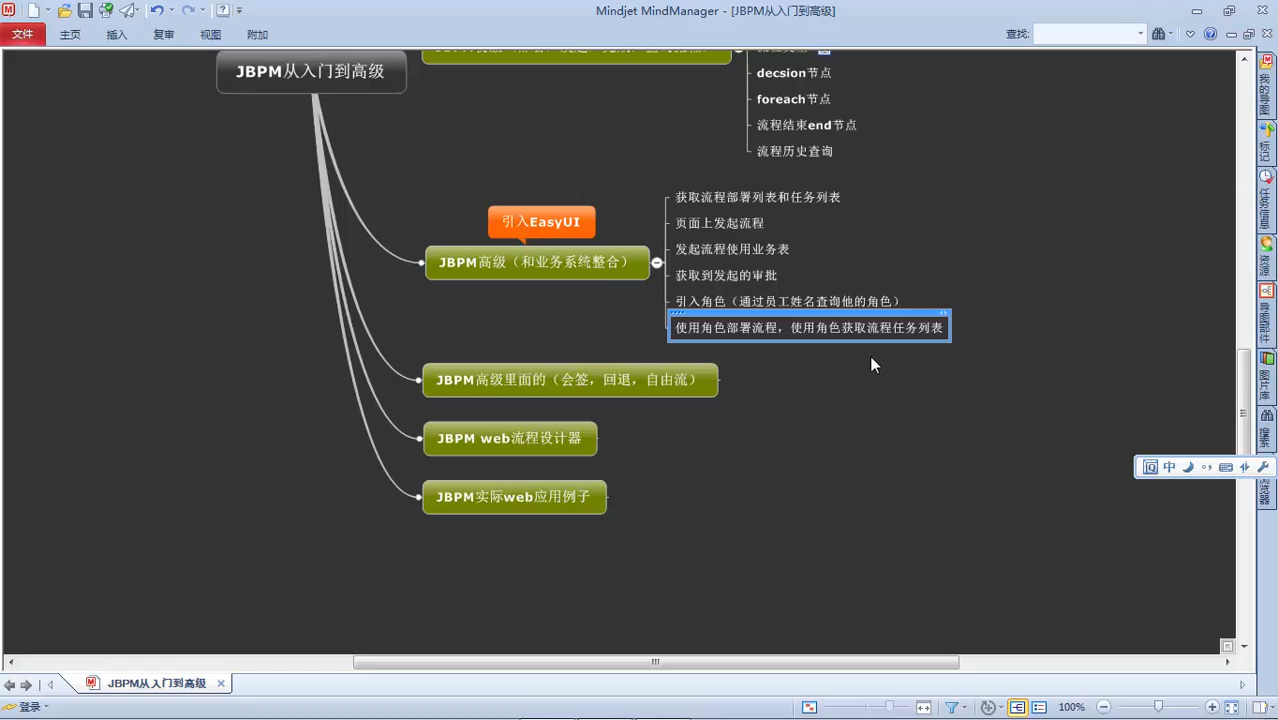 Mindjet MindManager - [JBPM从入门到高级]
文件
主页
插入
审阅
视图
附加
查找:
JBPM从入门到高级
decsion节点
foreach节点
流程结束end节点
流程历史查询
引入EasyUI
JBPM高级（和业务系统整合）
获取流程部署列表和任务列表
页面上发起流程
发起流程使用业务表
获取到发起的审批
引入角色（通过员工姓名查询他的角色）
使用角色部署流程，使用角色获取流程任务列表
JBPM高级里面的（会签，回退，自由流）
JBPM web流程设计器
JBPM实际web应用例子
我的导图
标记
任务信息
资源
导图部件
图库
搜索
览器
中
JBPM从入门到高级
登录
100%